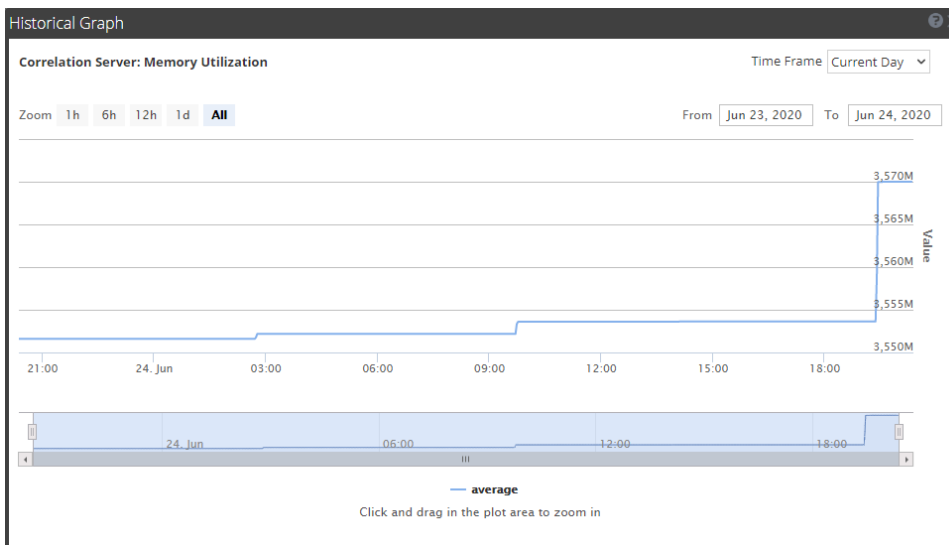 Historical Graph
Correlation Server: Memory Utilization
Time Frame Current Day
Zoom 1h 6h 12h 1d All
From Jun 23, 2020 To Jun 24, 2020
3,570M
3,565M
3,560M
3,555M
3,550M
Value
21:00 24. Jun 03:00 06:00 09:00 12:00 15:00 18:00
24. Jun 06:00 12:00 18:00
average
Click and drag in the plot area to zoom in